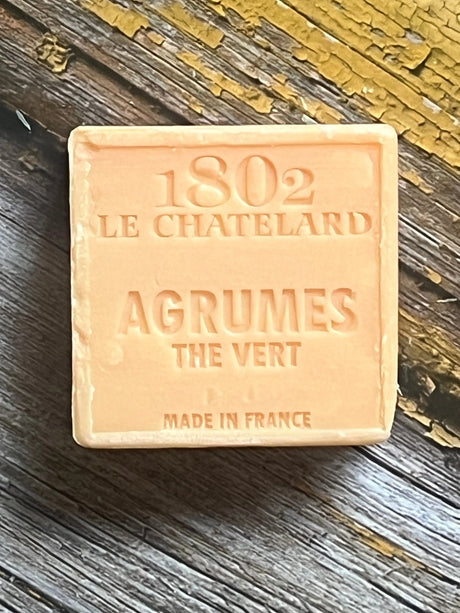 1802
LE CHATELARD
AGRUMES
THE VERT
MADE IN FRANCE